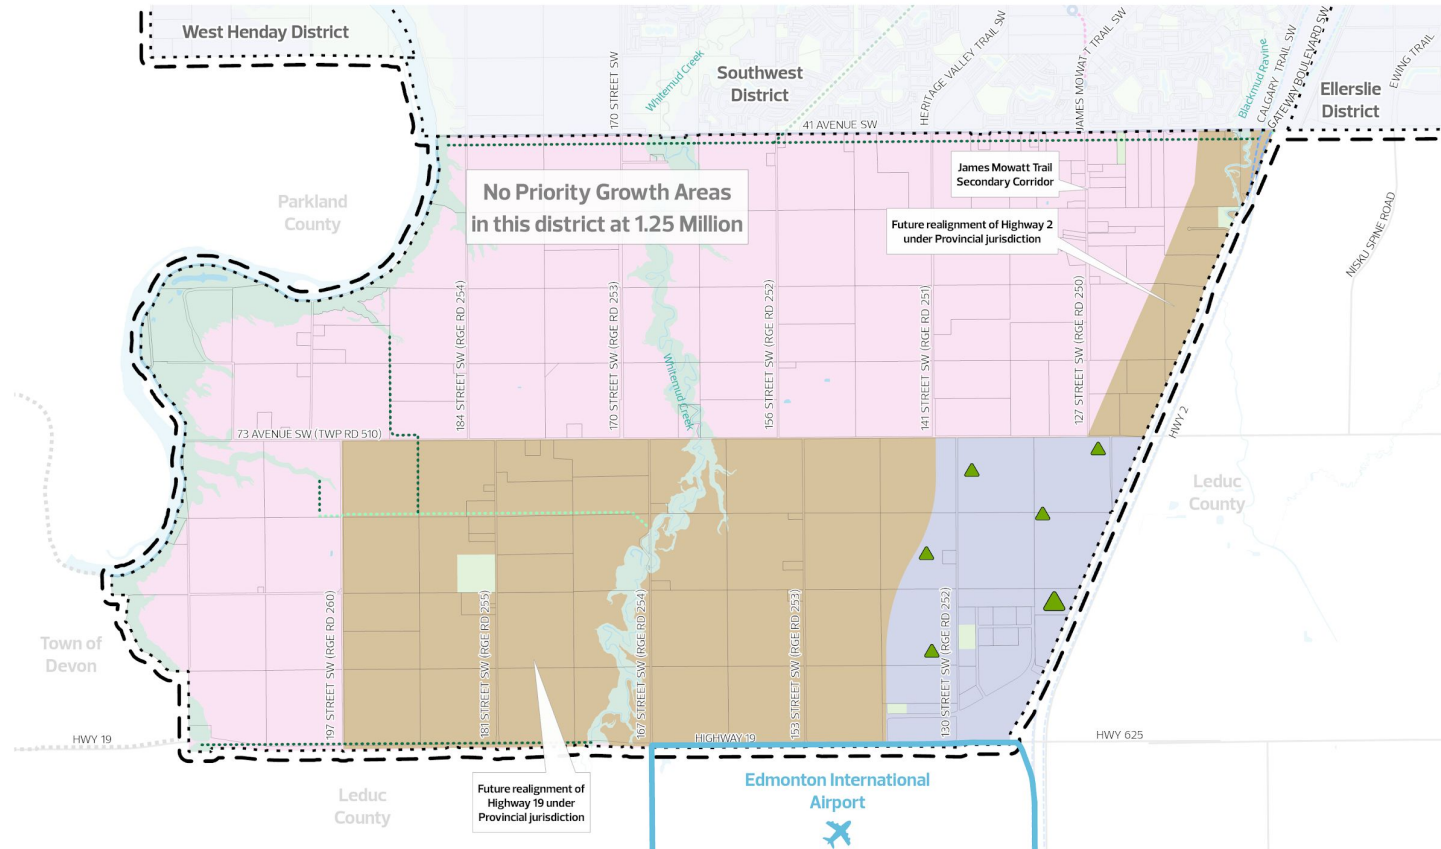 West Henday District
Southwest
District
Ellerslie
District
170 STREET SW
Whitemud Creek
HERITAGE VALLEY TRAIL SW
JAMES MOWATT TRAIL SW
Blackmud Ravine
CALGARY TRAIL SW
GATEWAY BOULEVARD SW
EWING TRAIL
41 AVENUE SW
Parkland
County
No Priority Growth Areas
in this district at 1.25 Million
James Mowatt Trail
Secondary Corridor
Future realignment of Highway 2
under Provincial jurisdiction
NISKU SPINE ROAD
184 STREET SW (RGE RD 254)
170 STREET SW (RGE RD 253)
Whitemud Creek
156 STREET SW (RGE RD 252)
141 STREET SW (RGE RD 251)
127 STREET SW (RGE RD 250)
HWY 2
73 AVENUE SW (TWP RD 510)
Leduc
County
Town of
Devon
197 STREET SW (RGE RD 260)
181 STREET SW (RGE RD 255)
167 STREET SW (RGE RD 254)
153 STREET SW (RGE RD 253)
130 STREET SW (RGE RD 252)
HWY 19
HIGHWAY 19
HWY 625
Leduc
County
Future realignment of
Highway 19 under
Provincial jurisdiction
Edmonton International
Airport